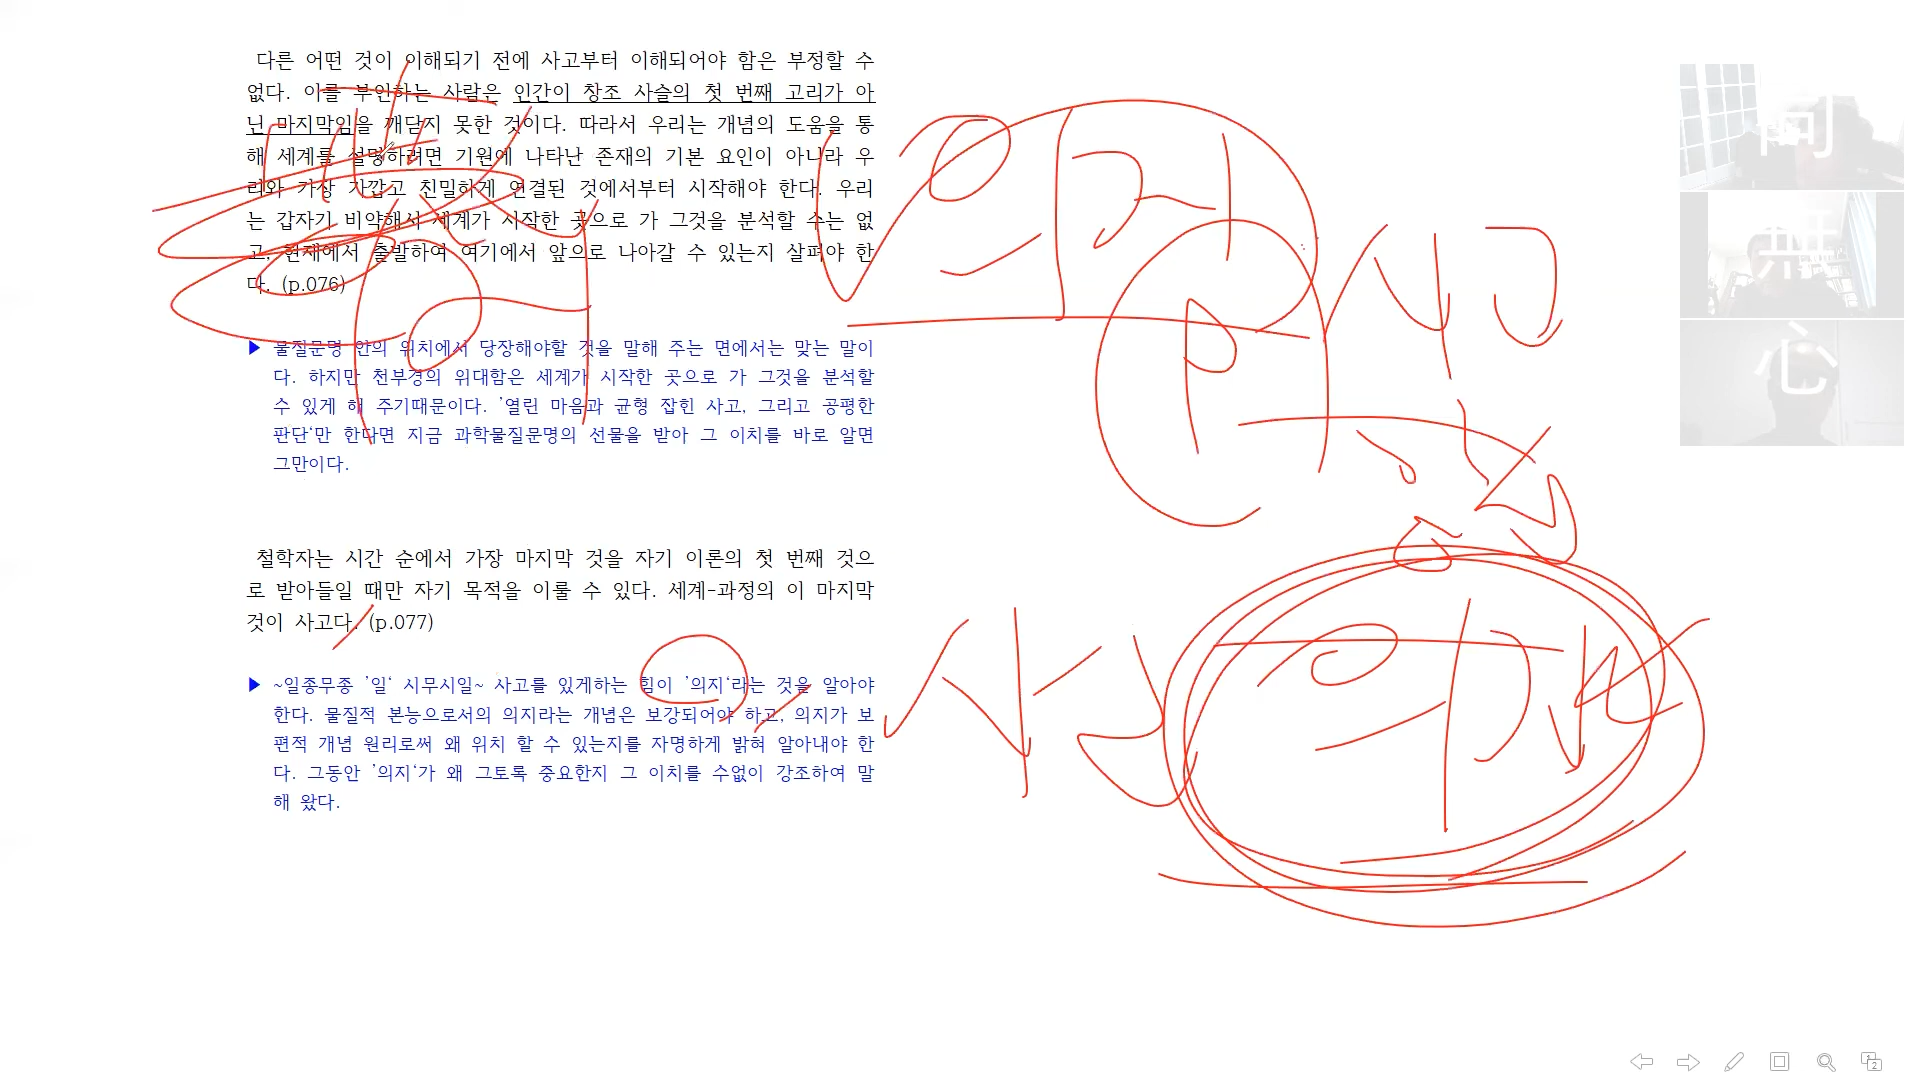 다른 어떤 것이 이해되기 전에 사고부터 이해되어야 함은 부정할 수
없다. 이를 부인하는 사람은 인간이 창조 사슬의 첫 번째 고리가 아
닌 마지막임을 깨닫지 못한 것이다. 따라서 우리는 개념의 도움을 통
해 세계를 설명하려면 기원에 나타난 존재의 기본 요인이 아니라 우
리와 가장 가깝고 친밀하게 연결된 것에서부터 시작해야 한다. 우리
는 갑자기 비약해서 세계가 시작한 곳으로 가 그것을 분석할 수는 없
고, 현재에서 출발하여 여기에서 앞으로 나아갈 수 있는지 살펴야 한
다. (p.076)
▶ 물질문명 안의 위치에서 당장해야할 것을 말해 주는 면에서는 맞는 말이
다. 하지만 천부경의 위대함은 세계가 시작한 곳으로 가 그것을 분석할
수 있게 해 주기때문이다. '열린 마음과 균형 잡힌 사고, 그리고 공평한
판단'만 한다면 지금 과학물질문명의 선물을 받아 그 이치를 바로 알면
그만이다.
철학자는 시간 순에서 가장 마지막 것을 자기 이론의 첫 번째 것으
로 받아들일 때만 자기 목적을 이룰 수 있다. 세계-과정의 이 마지막
것이 사고다. (p.077)
▶ ~일종무종 '일' 시무시일~ 사고를 있게하는 힘이 '의지'라는 것을 알아야
한다. 물질적 본능으로서의 의지라는 개념은 보강되어야 하고, 의지가 보
편적 개념 원리로써 왜 위치 할 수 있는지를 자명하게 밝혀 알아내야 한
다. 그동안 '의지'가 왜 그토록 중요한지 그 이치를 수없이 강조하여 말
해 왔다.
사고
의지
向
無
心